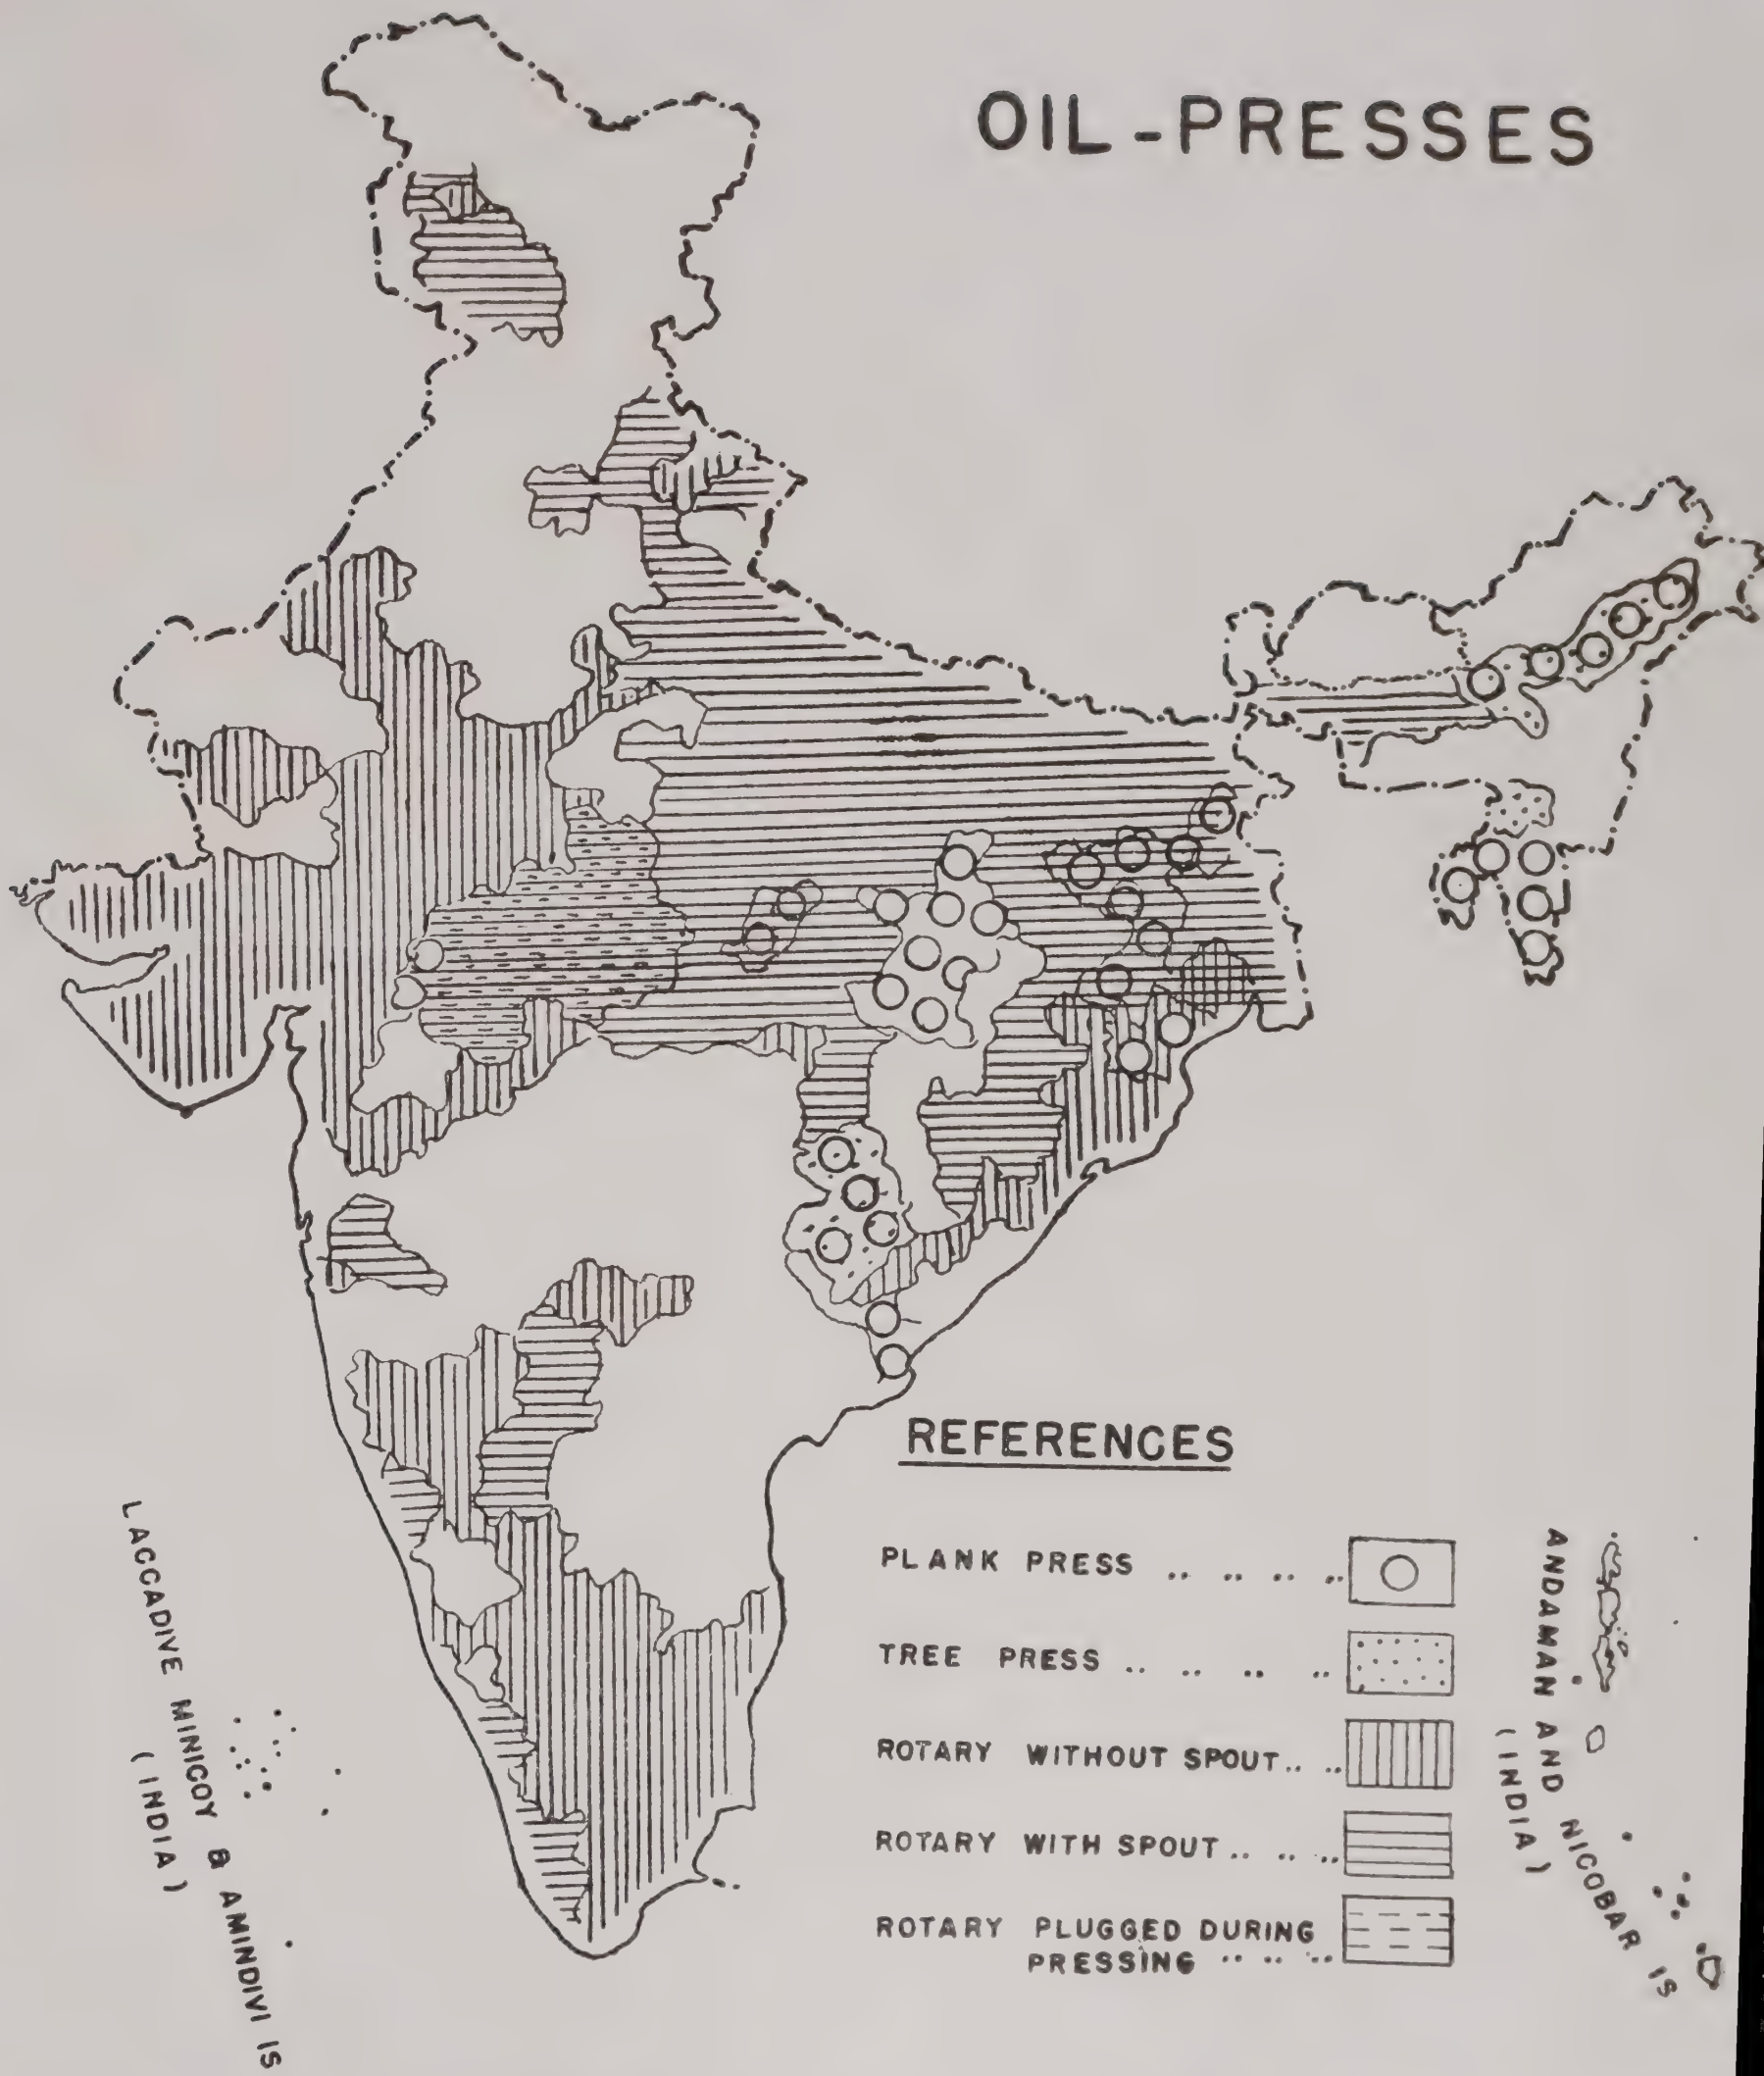 OIL-PRESSES
REFERENCES
PLANK PRESS .. .. .. ..
TREE PRESS .. .. .. ..
ROTARY WITHOUT SPOUT.. ..
ROTARY WITH SPOUT .. .. ..
ROTARY PLUGGED DURING
PRESSING .. .. ..
LACCADIVE MINICOY & AMINDIVI IS
(INDIA)
ANDAMAN AND NICOBAR IS
(INDIA)